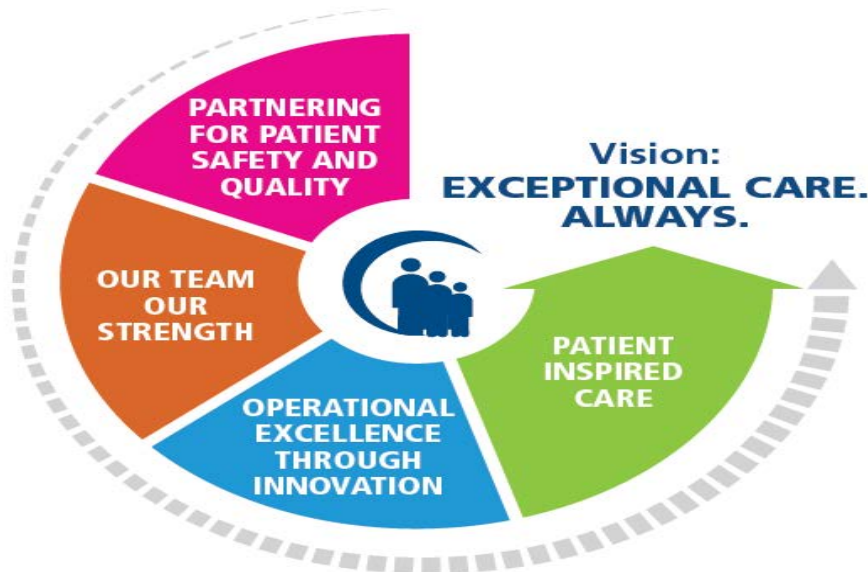 PARTNERING
FOR PATIENT
SAFETY AND
QUALITY
Vision:
EXCEPTIONAL CARE.
ALWAYS.
OUR TEAM
OUR
STRENGTH
PATIENT
INSPIRED
CARE
OPERATIONAL
EXCELLENCE
THROUGH
INNOVATION